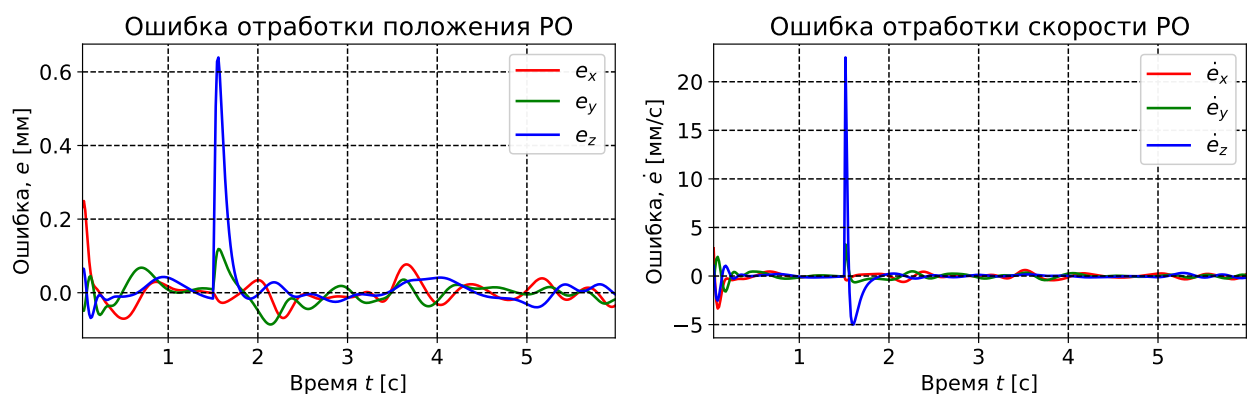 Ошибка отработки положения РО
Ошибка, e [мм]
0.6
0.4
0.2
0.0
e_x
e_y
e_z
1 2 3 4 5
Время t [с]
Ошибка отработки скорости РО
Ошибка, ė [мм/с]
20
15
10
5
0
−5
ė_x
ė_y
ė_z
1 2 3 4 5
Время t [с]